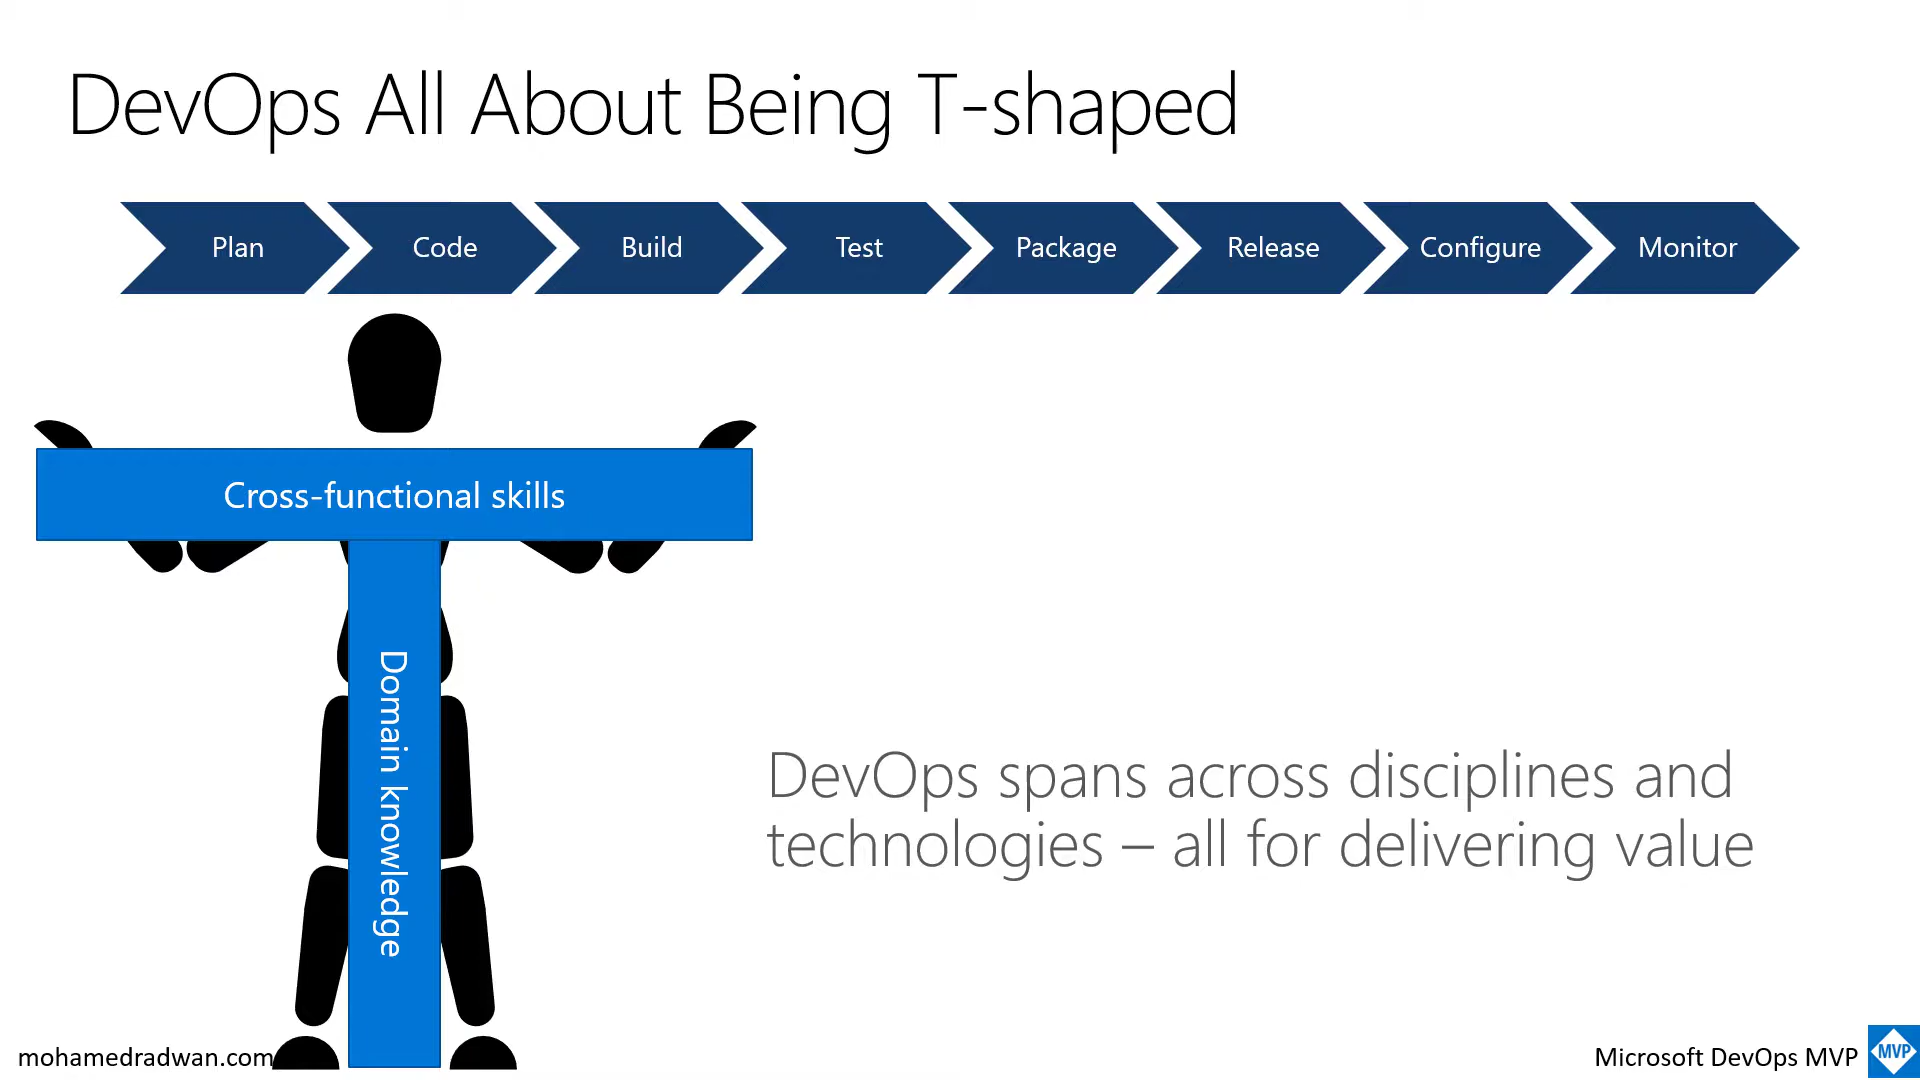 DevOps All About Being T-shaped
Plan
Code
Build
Test
Package
Release
Configure
Monitor
Cross-functional skills
Domain knowledge
DevOps spans across disciplines and
technologies – all for delivering value
mohamedradwan.com
Microsoft DevOps MVP
MVP